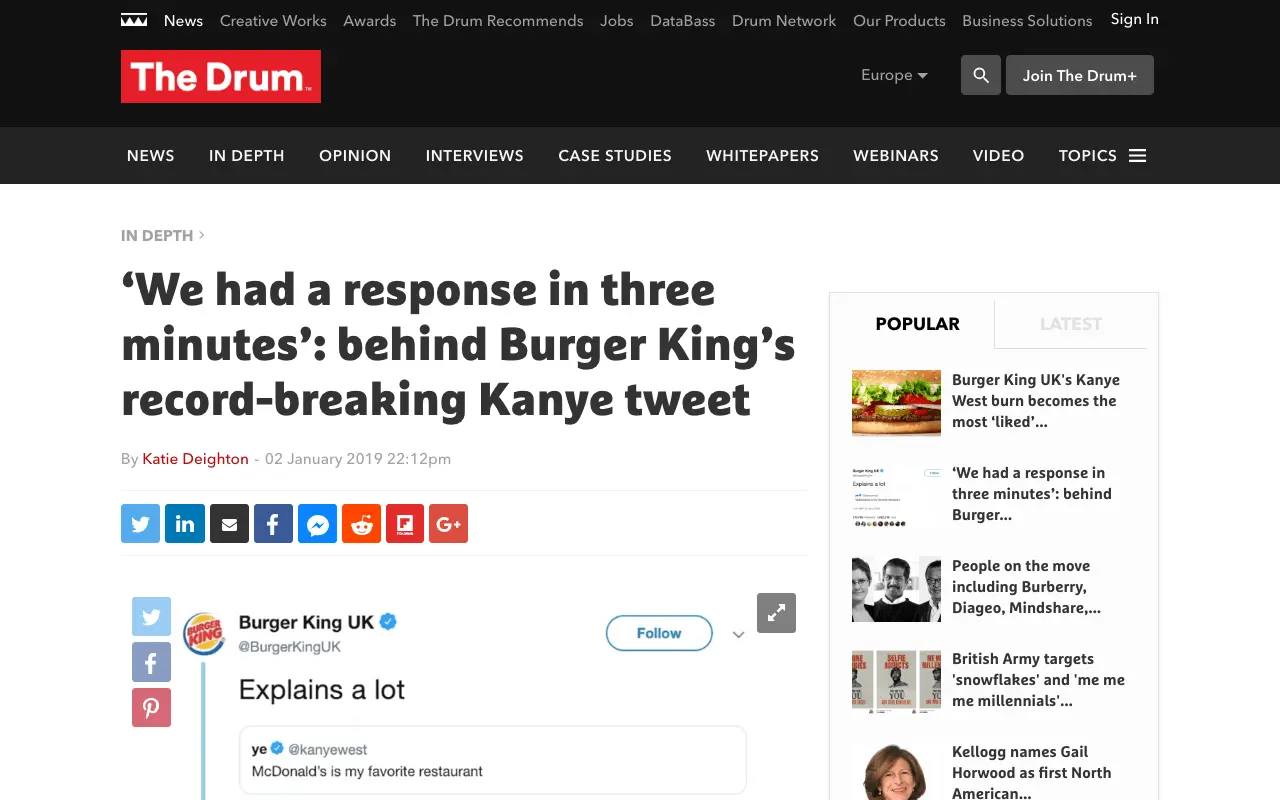 News Creative Works Awards The Drum Recommends Jobs DataBass Drum Network Our Products Business Solutions Sign In
The Drum™
Europe
Join The Drum+
NEWS IN DEPTH OPINION INTERVIEWS CASE STUDIES WHITEPAPERS WEBINARS VIDEO TOPICS
IN DEPTH
‘We had a response in three
minutes’: behind Burger King’s
record-breaking Kanye tweet
By Katie Deighton - 02 January 2019 22:12pm
Burger King UK
@BurgerKingUK
Follow
Explains a lot
ye @kanyewest
McDonald's is my favorite restaurant
POPULAR LATEST
Burger King UK's Kanye
West burn becomes the
most ‘liked’...
‘We had a response in
three minutes’: behind
Burger...
People on the move
including Burberry,
Diageo, Mindshare,...
British Army targets
'snowflakes' and 'me me
me millennials'...
Kellogg names Gail
Horwood as first North
American...